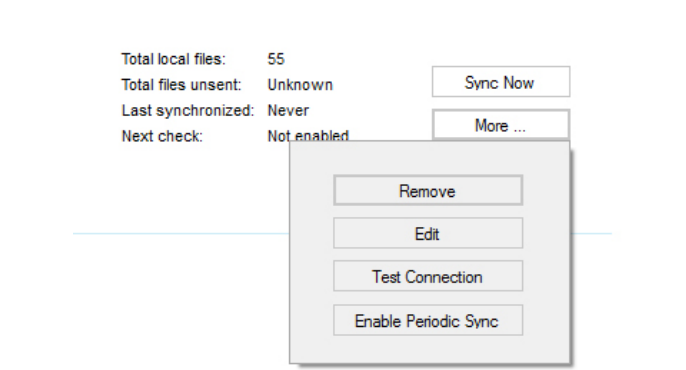 Total local files: 55
Total files unsent: Unknown
Sync Now
Last synchronized: Never
More ...
Next check: Not enabled
Remove
Edit
Test Connection
Enable Periodic Sync